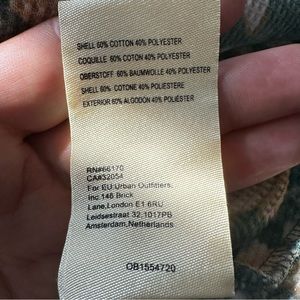 SHELL 60% COTTON 40% POLYESTER
COQUILLE 60% COTON 40% POLYESTER
OBERSTOFF 60% BAUMWOLLE 40% POLYESTER
SHELL 60% COTONE 40% POLIESTERE
EXTERIOR 60% ALGODON 40% POLIÉSTER
RN#66170
CA#32054
For EU:Urban Outfitters,
Inc 146 Brick
Lane,London E1 6RU
Leidsestraat 32,1017PB
Amsterdam,Netherlands
OB1554720